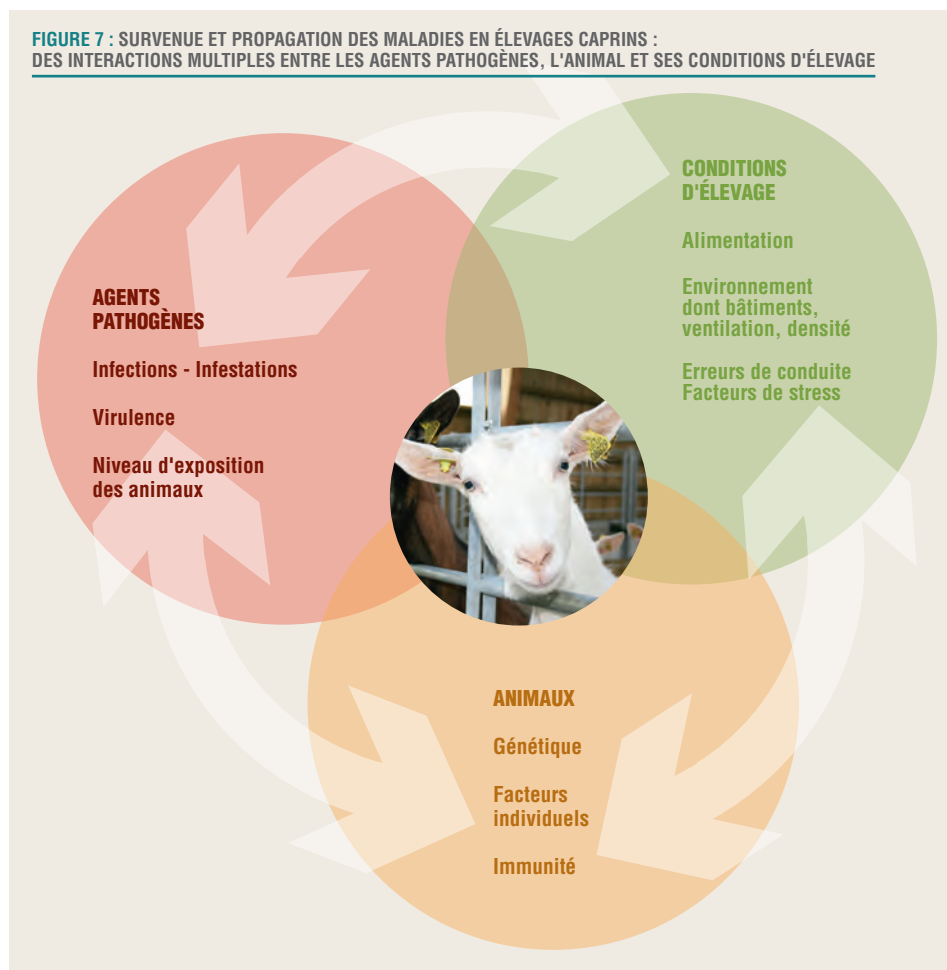 FIGURE 7 : SURVENUE ET PROPAGATION DES MALADIES EN ÉLEVAGES CAPRINS :
DES INTERACTIONS MULTIPLES ENTRE LES AGENTS PATHOGÈNES, L'ANIMAL ET SES CONDITIONS D'ÉLEVAGE
AGENTS
PATHOGÈNES
Infections - Infestations
Virulence
Niveau d'exposition
des animaux
CONDITIONS
D'ÉLEVAGE
Alimentation
Environnement
dont bâtiments,
ventilation, densité
Erreurs de conduite
Facteurs de stress
ANIMAUX
Génétique
Facteurs
individuels
Immunité